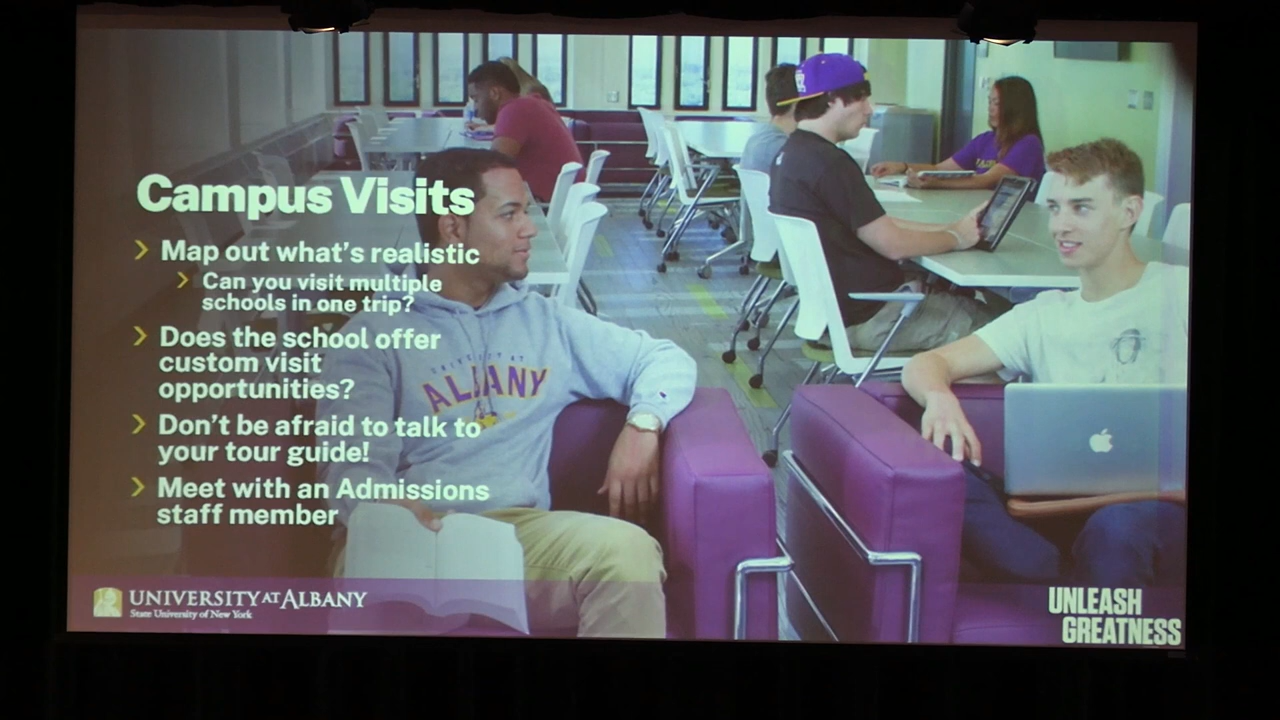 Campus Visits
Map out what's realistic
Can you visit multiple
schools in one trip?
Does the school offer
custom visit
opportunities?
Don't be afraid to talk to
your tour guide!
Meet with an Admissions
staff member
UNIVERSITY AT
ALBANY
UNIVERSITY AT ALBANY
State University of New York
UNLEASH
GREATNESS